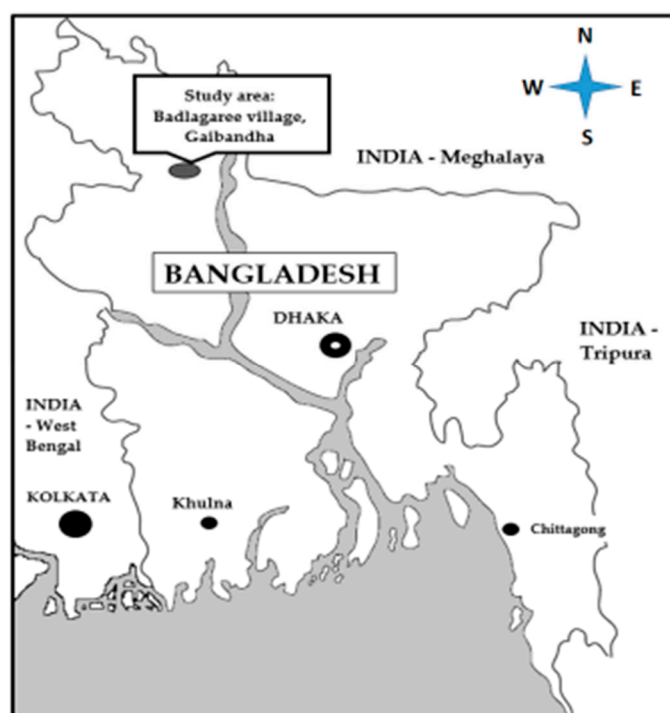 N
W E
S
Study area:
Badlagaree village,
Gaibandha
INDIA - Meghalaya
BANGLADESH
DHAKA
INDIA -
Tripura
INDIA
- West
Bengal
KOLKATA
Khulna
Chittagong